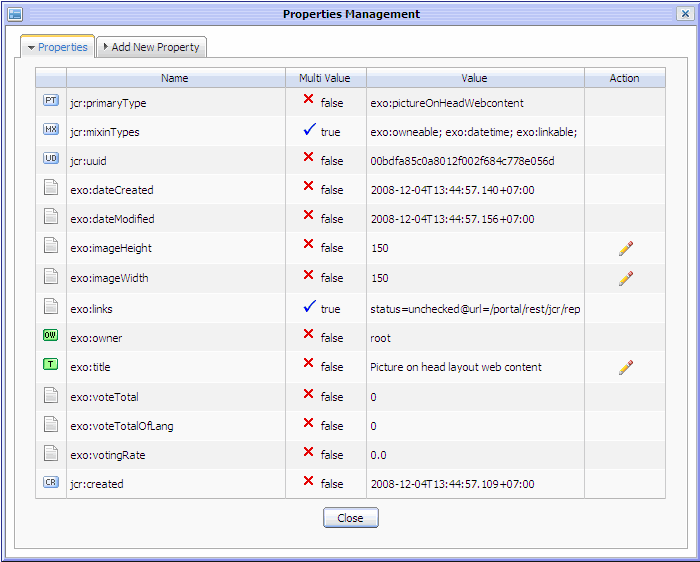 Properties Management
Properties Add New Property
Name Multi Value Value Action
PT jcr:primaryType false exo:pictureOnHeadWebcontent
MX jcr:mixinTypes true exo:owneable; exo:datetime; exo:linkable;
UD jcr:uuid false 00bdfa85c0a8012f002f684c778e056d
exo:dateCreated false 2008-12-04T13:44:57.140+07:00
exo:dateModified false 2008-12-04T13:44:57.156+07:00
exo:imageHeight false 150
exo:imageWidth false 150
exo:links true status=unchecked@url=/portal/rest/jcr/rep
OW exo:owner false root
T exo:title false Picture on head layout web content
exo:voteTotal false 0
exo:voteTotalOfLang false 0
exo:votingRate false 0.0
CR jcr:created false 2008-12-04T13:44:57.109+07:00
Close